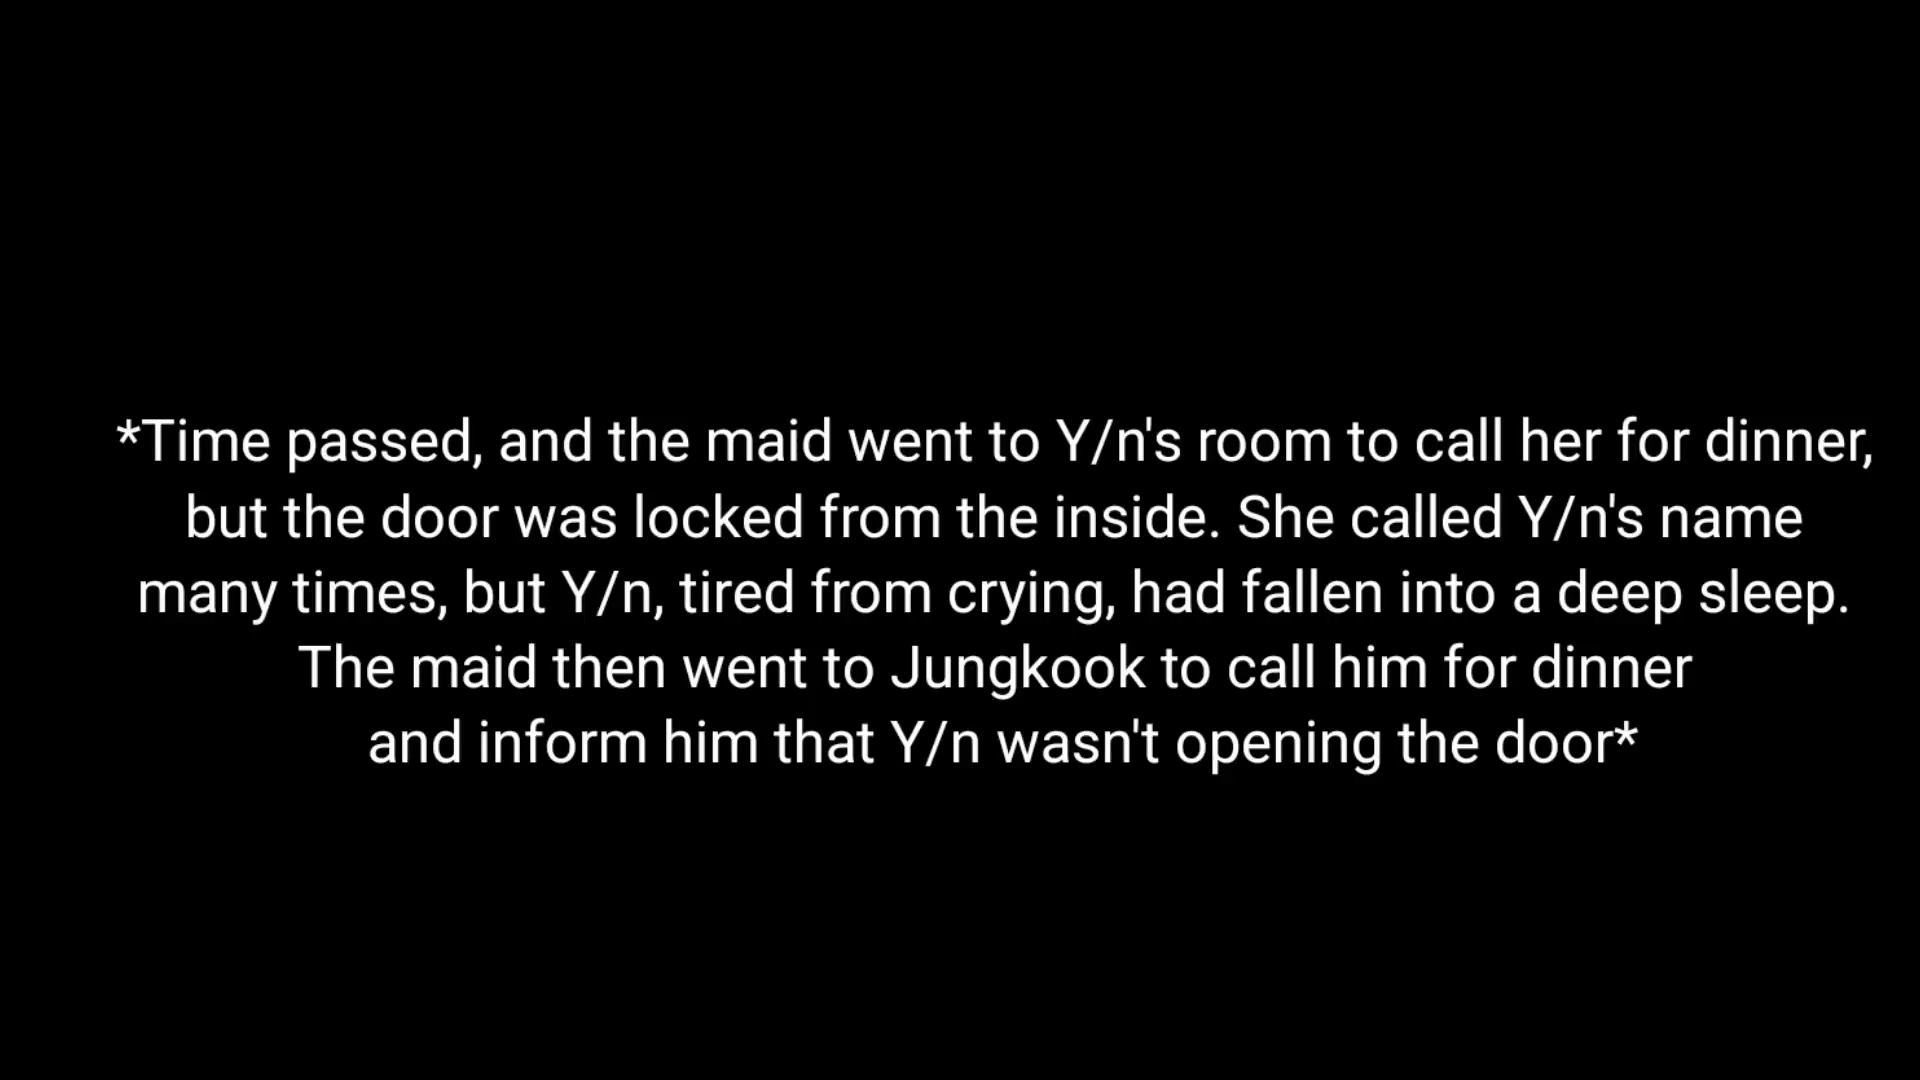 *Time passed, and the maid went to Y/n's room to call her for dinner,
but the door was locked from the inside. She called Y/n's name
many times, but Y/n, tired from crying, had fallen into a deep sleep.
The maid then went to Jungkook to call him for dinner
and inform him that Y/n wasn't opening the door*